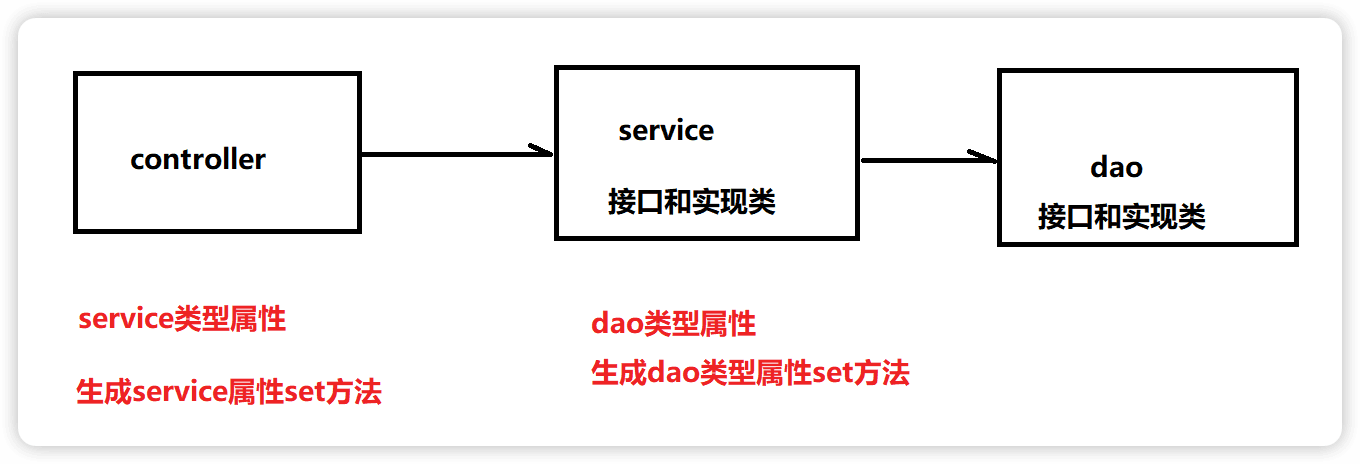 controller
service
接口和实现类
dao
接口和实现类
service类型属性
生成service属性set方法
dao类型属性
生成dao类型属性set方法